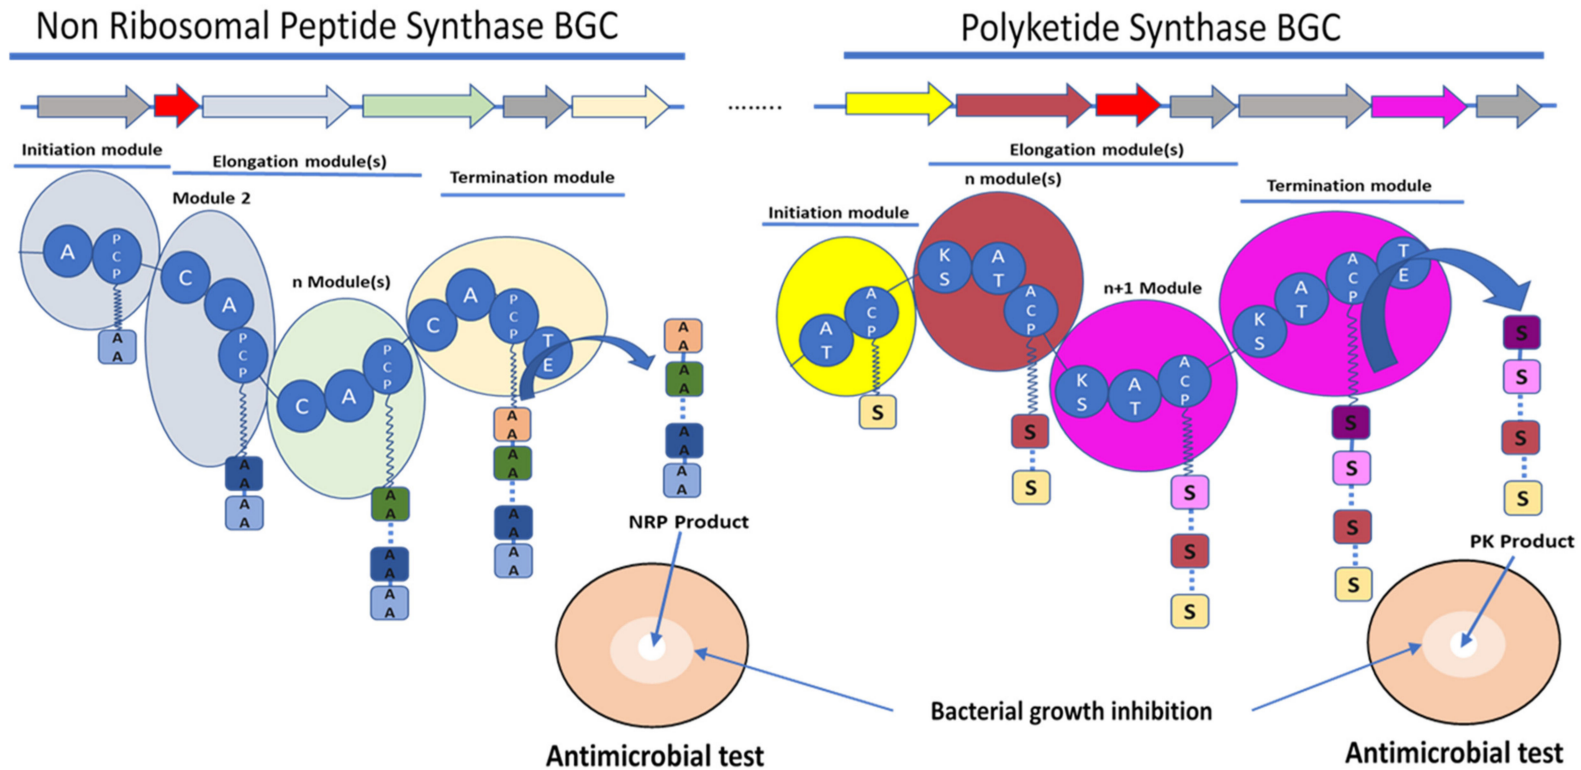 Non Ribosomal Peptide Synthase BGC
Polyketide Synthase BGC
........
Initiation module
Elongation module(s)
Termination module
Module 2
n Module(s)
A
PCP
C
A
PCP
C
A
PCP
C
A
PCP
TE
AA
AA
AA
AA
AA
AA
AA
AA
AA
AA
AA
AA
AA
AA
NRP Product
Antimicrobial test
Elongation module(s)
n module(s)
Initiation module
Termination module
n+1 Module
AT
ACP
KS
AT
ACP
KS
AT
ACP
KS
AT
ACP
TE
S
S
S
S
S
S
S
S
S
S
S
S
S
S
PK Product
Bacterial growth inhibition
Antimicrobial test